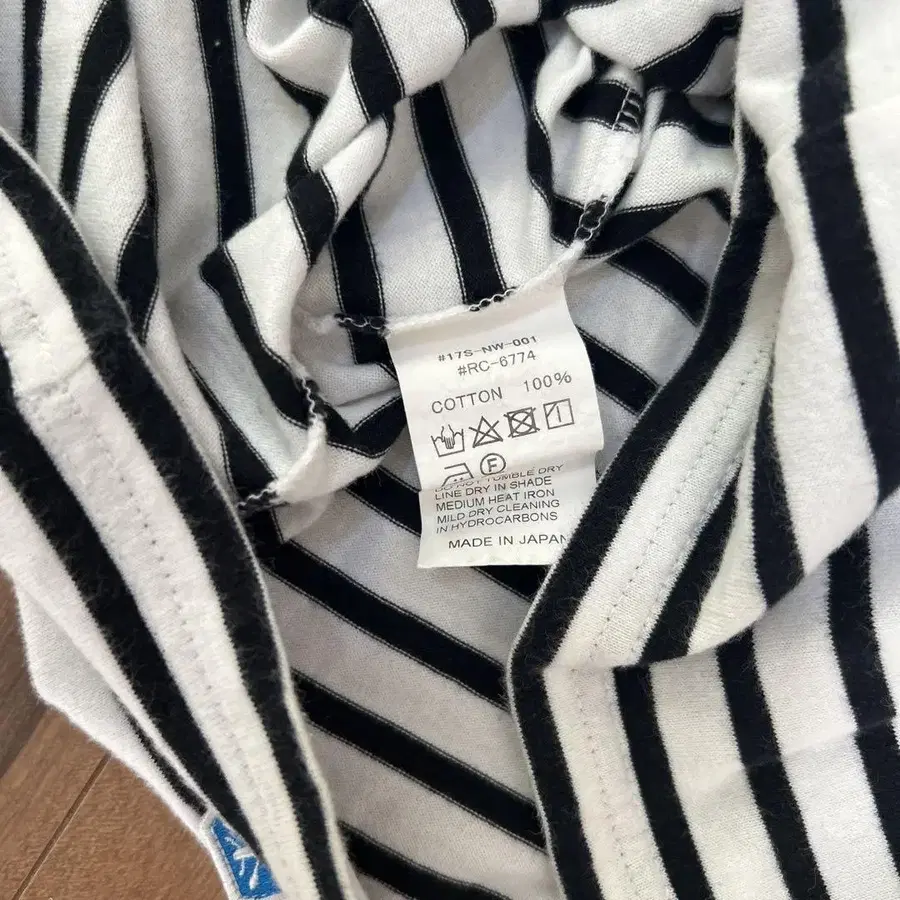 #17S-NW-001
#RC-6774
COTTON 100%
F
DO NOT TUMBLE DRY
LINE DRY IN SHADE
MEDIUM HEAT IRON
MILD DRY CLEANING
IN HYDROCARBONS
MADE IN JAPAN